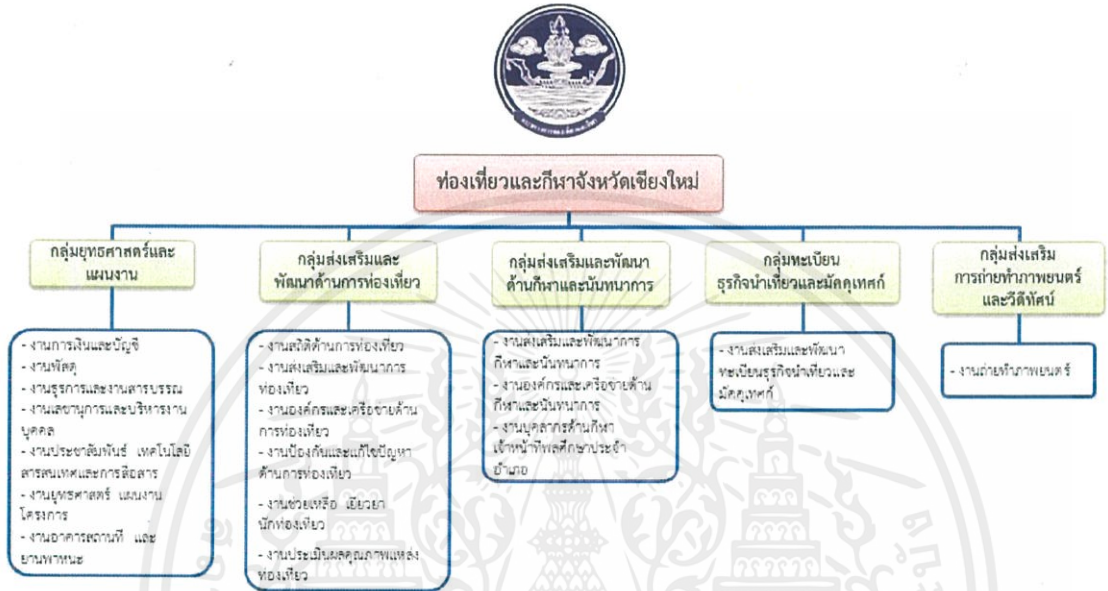 ท่องเที่ยวและกีฬาจังหวัดเชียงใหม่
กลุ่มยุทธศาสตร์และ
แผนงาน
- งานการเงินและบัญชี
- งานพัสดุ
- งานธุรการและงานสารบรรณ
- งานเลขานุการและบริหารงาน
บุคคล
- งานประชาสัมพันธ์ เทคโนโลยี
สารสนเทศและการสื่อสาร
- งานยุทธศาสตร์ แผนงาน
โครงการ
- งานอาคารสถานที่ และ
ยานพาหนะ
กลุ่มส่งเสริมและ
พัฒนาด้านการท่องเที่ยว
- งานสถิติด้านการท่องเที่ยว
- งานส่งเสริมและพัฒนาการ
ท่องเที่ยว
- งานองค์กรและเครือข่ายด้าน
การท่องเที่ยว
- งานป้องกันและแก้ไขปัญหา
ด้านการท่องเที่ยว
- งานช่วยเหลือ เยียวยา
นักท่องเที่ยว
- งานประเมินผลคุณภาพแหล่ง
ท่องเที่ยว
กลุ่มส่งเสริมและพัฒนา
ด้านกีฬาและนันทนาการ
- งานส่งเสริมและพัฒนาการ
กีฬาและนันทนาการ
- งานองค์กรและเครือข่ายด้าน
กีฬาและนันทนาการ
- งานบุคลากรด้านกีฬา
เจ้าหน้าที่พลศึกษาประจำ
อำเภอ
กลุ่มทะเบียน
ธุรกิจนำเที่ยวและมัคคุเทศก์
- งานส่งเสริมและพัฒนา
ทะเบียนธุรกิจนำเที่ยวและ
มัคคุเทศก์
กลุ่มส่งเสริม
การถ่ายทำภาพยนตร์
และวีดิทัศน์
- งานถ่ายทำภาพยนตร์